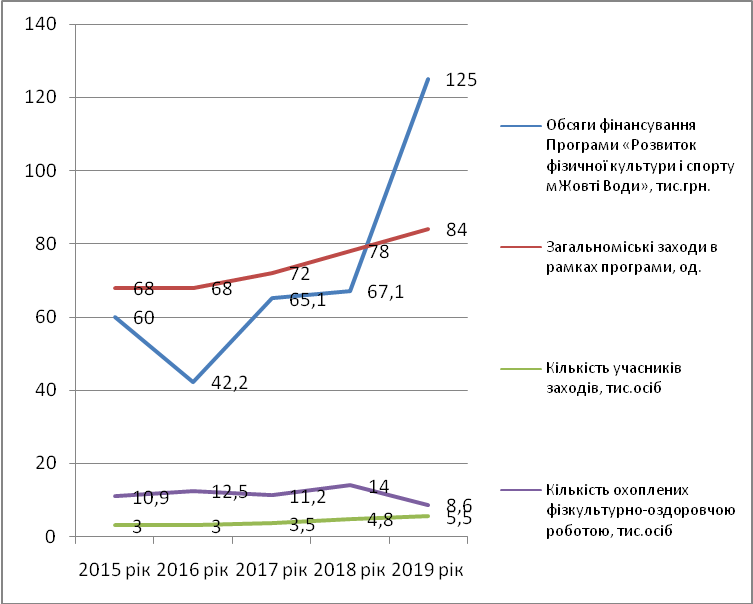 140
120
100
80
60
40
20
0
125
84
78
72
68
68
67,1
65,1
60
42,2
14
12,5
11,2
10,9
8,6
5,5
4,8
3,5
3
3
2015 рік 2016 рік 2017 рік 2018 рік 2019 рік
Обсяги фінансування
Програми «Розвиток
фізичної культури і спорту
мЖовті Води», тис.грн.
Загальноміські заходи в
рамках програми, од.
Кількість учасників
заходів, тис.осіб
Кількість охоплених
фізкультурно-оздоровчою
роботою, тис.осіб